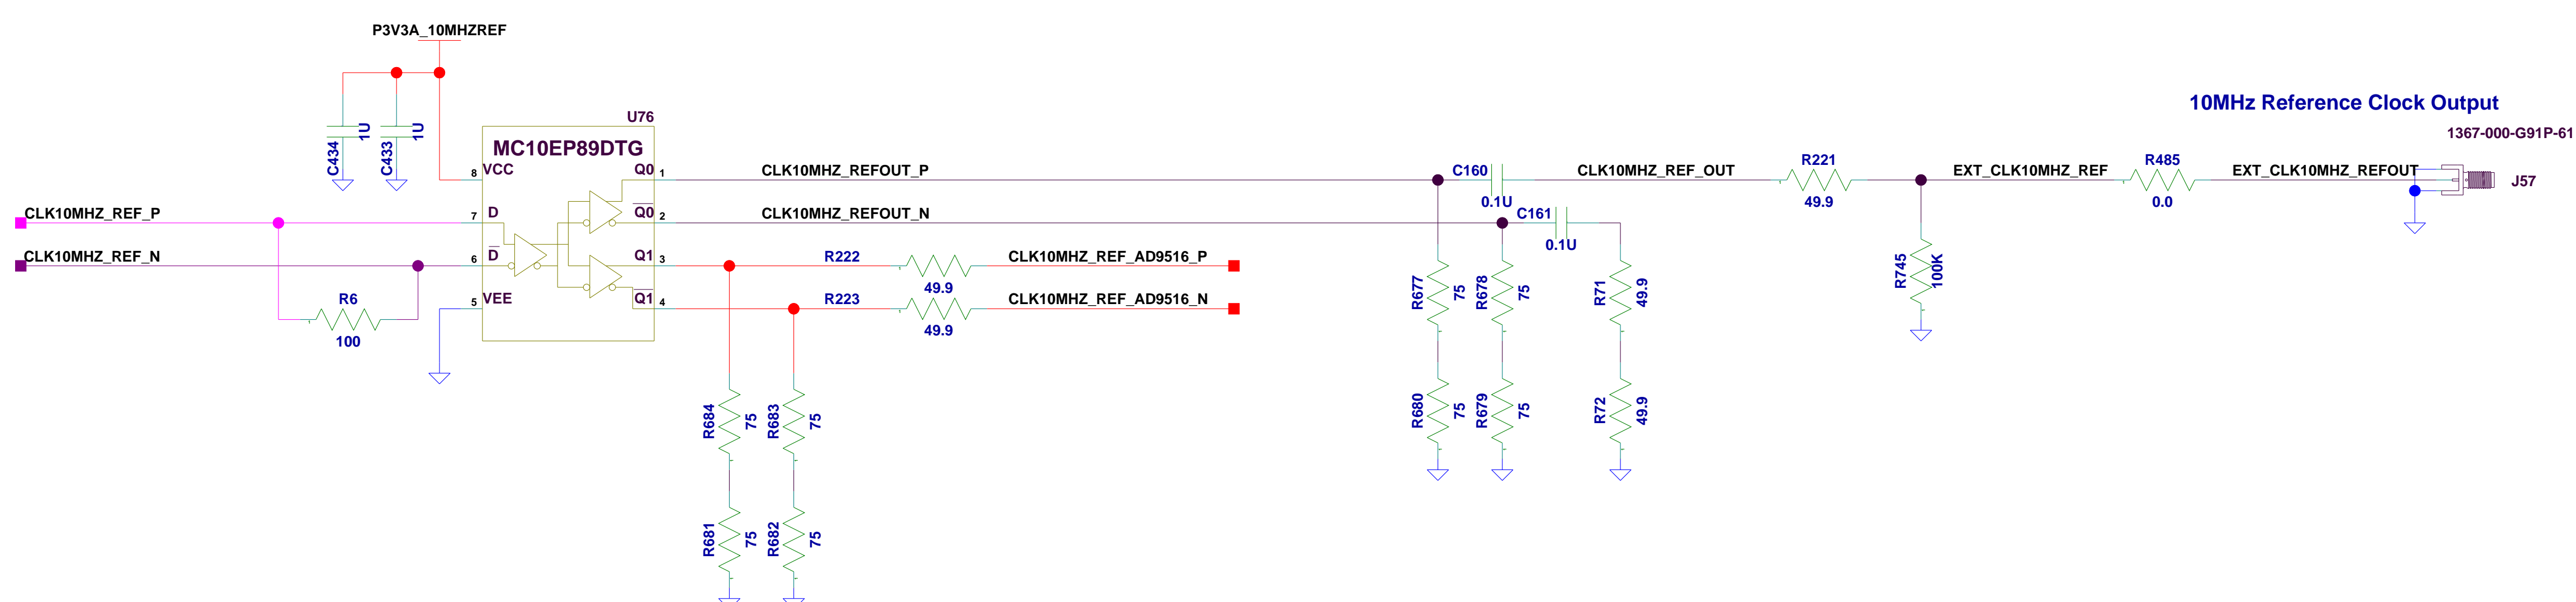 P3V3A_10MHZREF
10MHz Reference Clock Output
1367-000-G91P-61
J57
C434
1U
C433
1U
U76
MC10EP89DTG
8 VCC
Q0 1
7 D
Q0 2
6 D
Q1 3
5 VEE
Q1 4
CLK10MHZ_REF_P
CLK10MHZ_REF_N
R6
100
CLK10MHZ_REFOUT_P
CLK10MHZ_REFOUT_N
R222
49.9
CLK10MHZ_REF_AD9516_P
R223
49.9
CLK10MHZ_REF_AD9516_N
R684
75
R683
75
R681
75
R682
75
C160
0.1U
C161
0.1U
CLK10MHZ_REF_OUT
R221
49.9
EXT_CLK10MHZ_REF
R485
0.0
EXT_CLK10MHZ_REFOUT
R677
75
R678
75
R71
49.9
R745
100K
R680
75
R679
75
R72
49.9